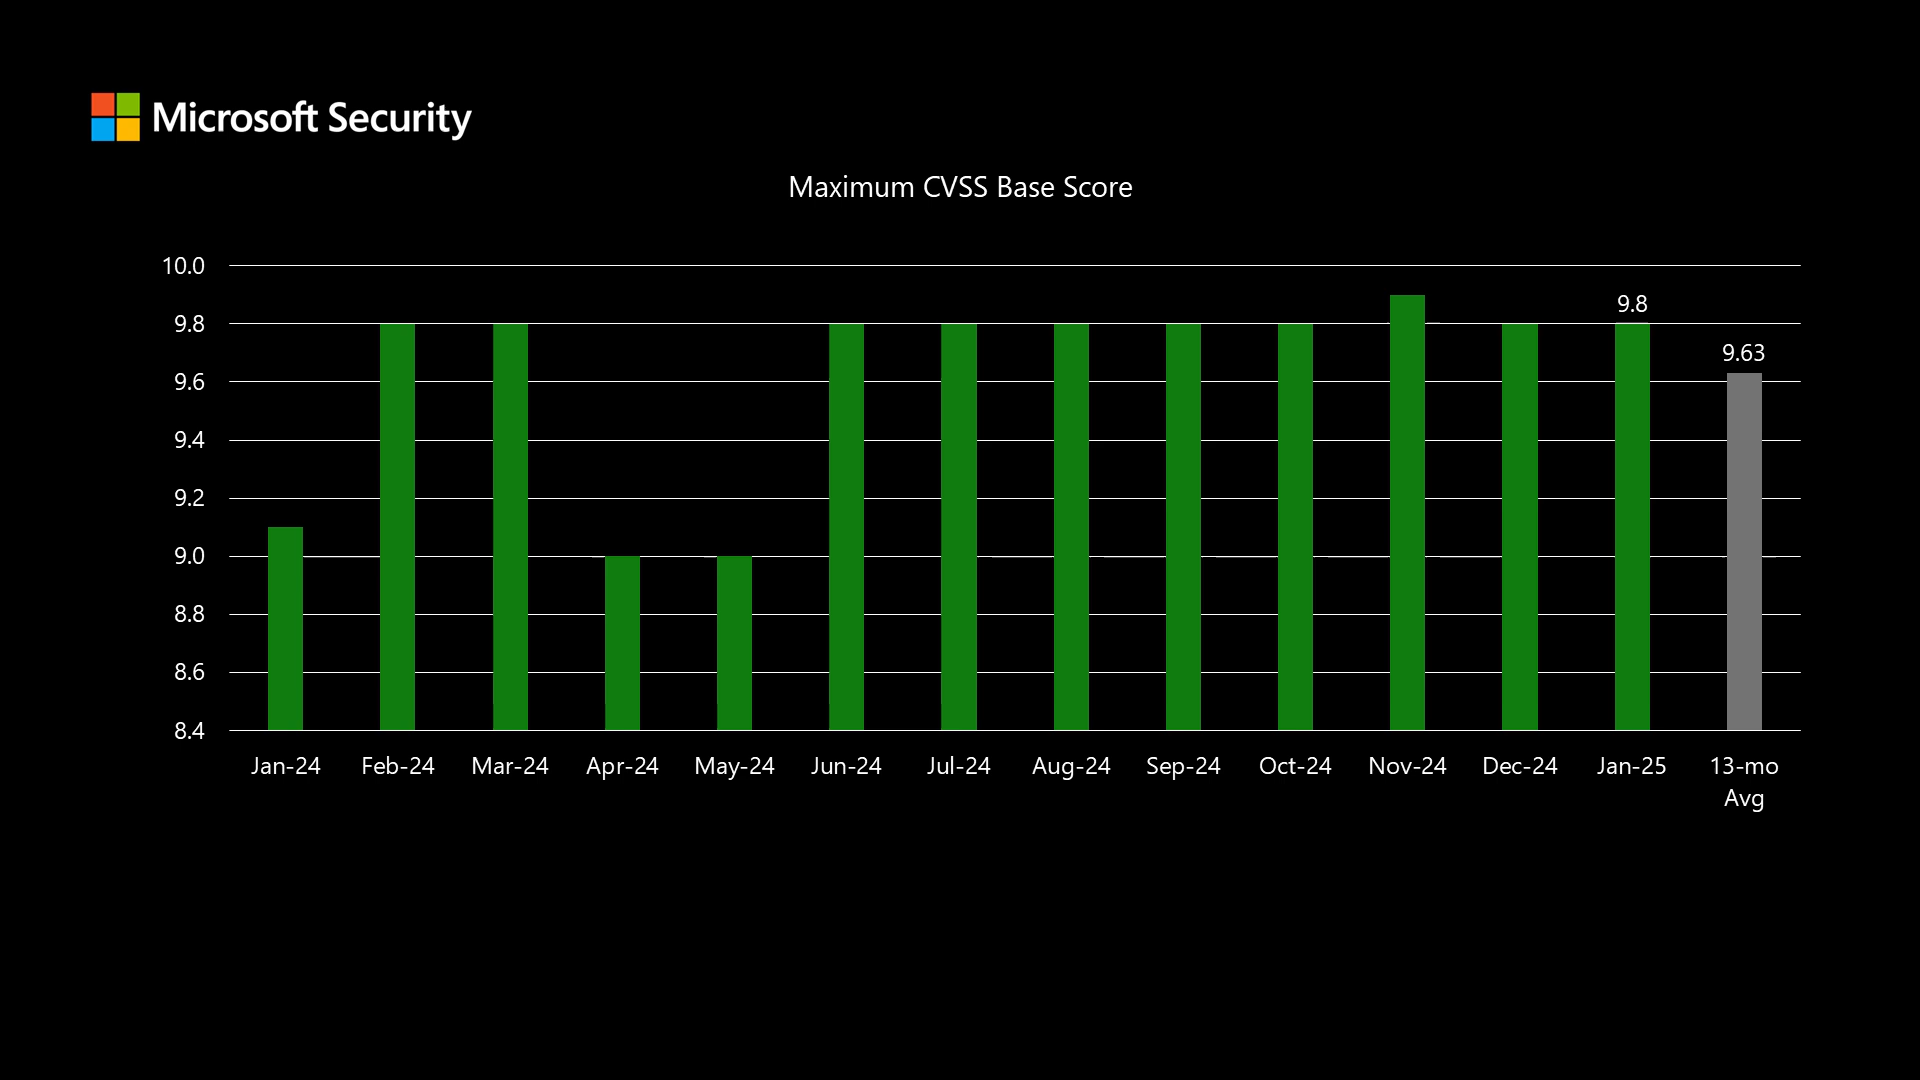 Microsoft Security
Maximum CVSS Base Score
10.0
9.8
9.6
9.4
9.2
9.0
8.8
8.6
8.4
9.8
9.63
Jan-24 Feb-24 Mar-24 Apr-24 May-24 Jun-24 Jul-24 Aug-24 Sep-24 Oct-24 Nov-24 Dec-24 Jan-25 13-mo
Avg